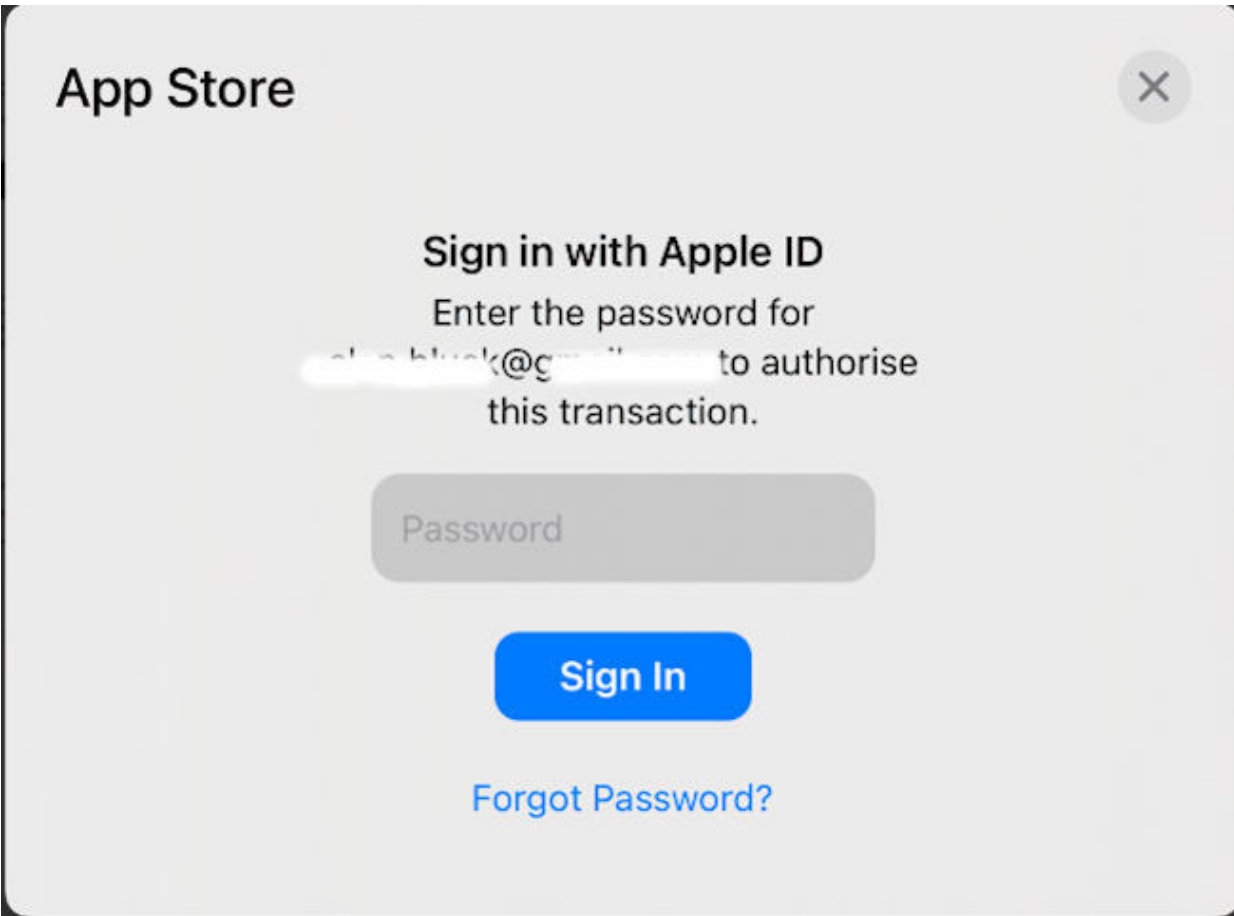 App Store
Sign in with Apple ID
Enter the password for
to authorise
this transaction.
Password
Sign In
Forgot Password?